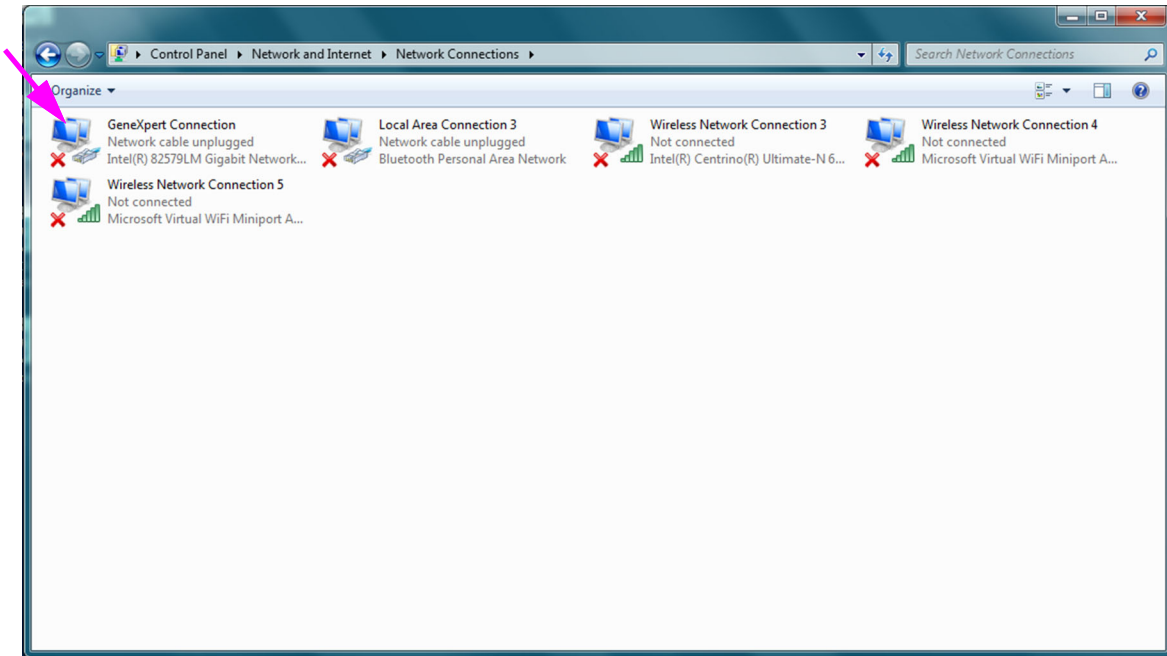 Control Panel Network and Internet Network Connections
Search Network Connections
Organize
GeneXpert Connection
Network cable unplugged
Intel(R) 82579LM Gigabit Network...
Local Area Connection 3
Network cable unplugged
Bluetooth Personal Area Network
Wireless Network Connection 3
Not connected
Intel(R) Centrino(R) Ultimate-N 6...
Wireless Network Connection 4
Not connected
Microsoft Virtual WiFi Miniport A...
Wireless Network Connection 5
Not connected
Microsoft Virtual WiFi Miniport A...